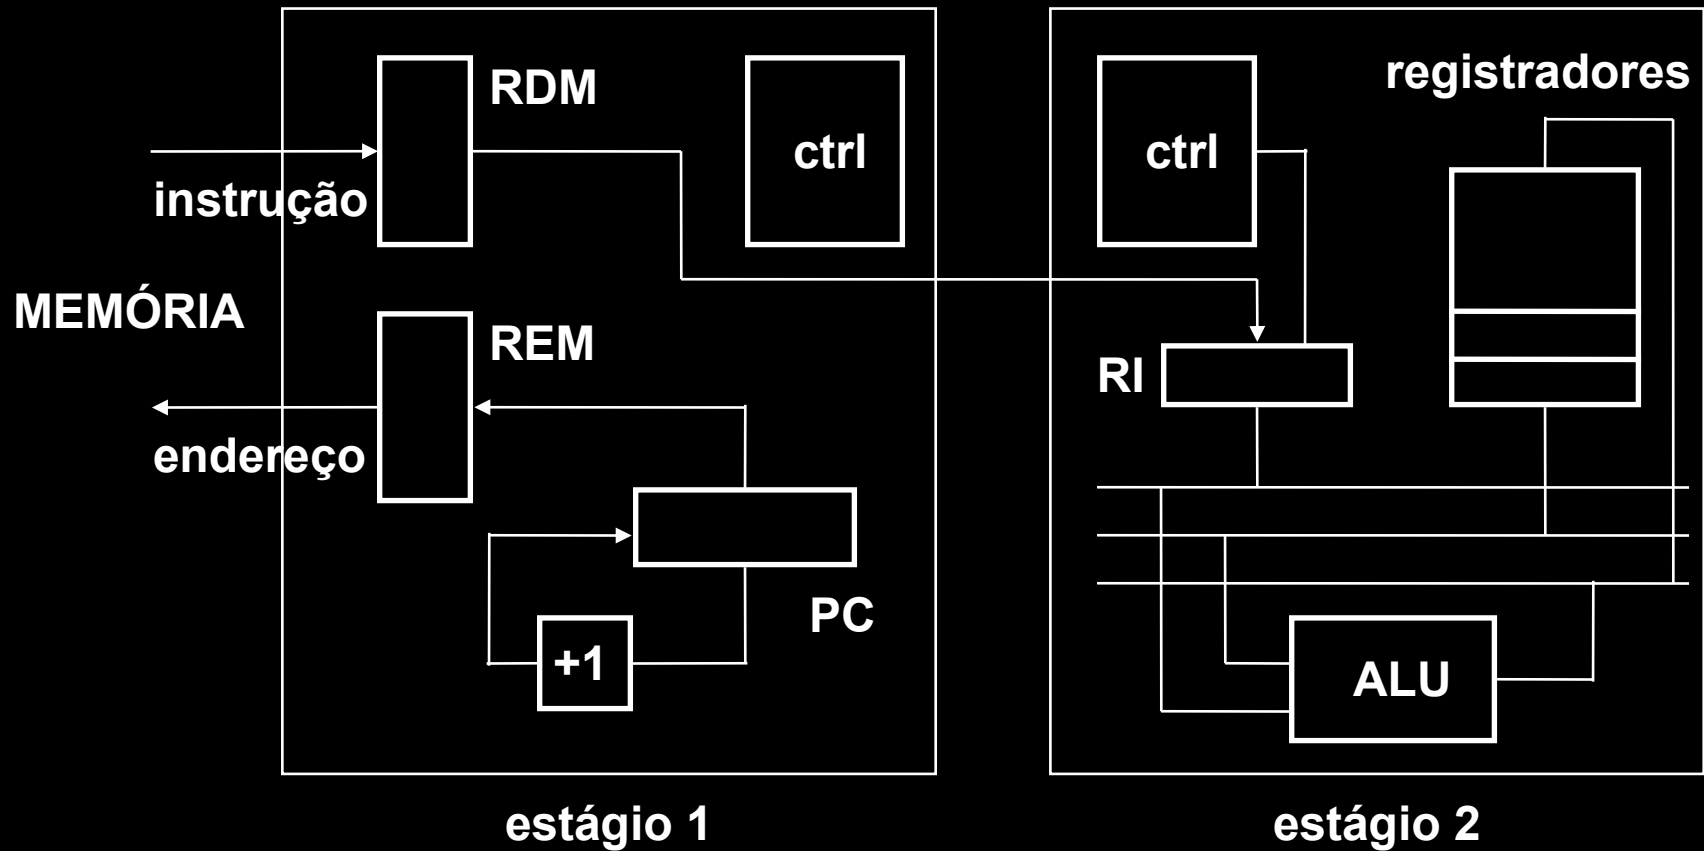 RDM
ctrl
ctrl
registradores
instrução
MEMÓRIA
REM
RI
endereço
PC
+1
ALU
estágio 1
estágio 2